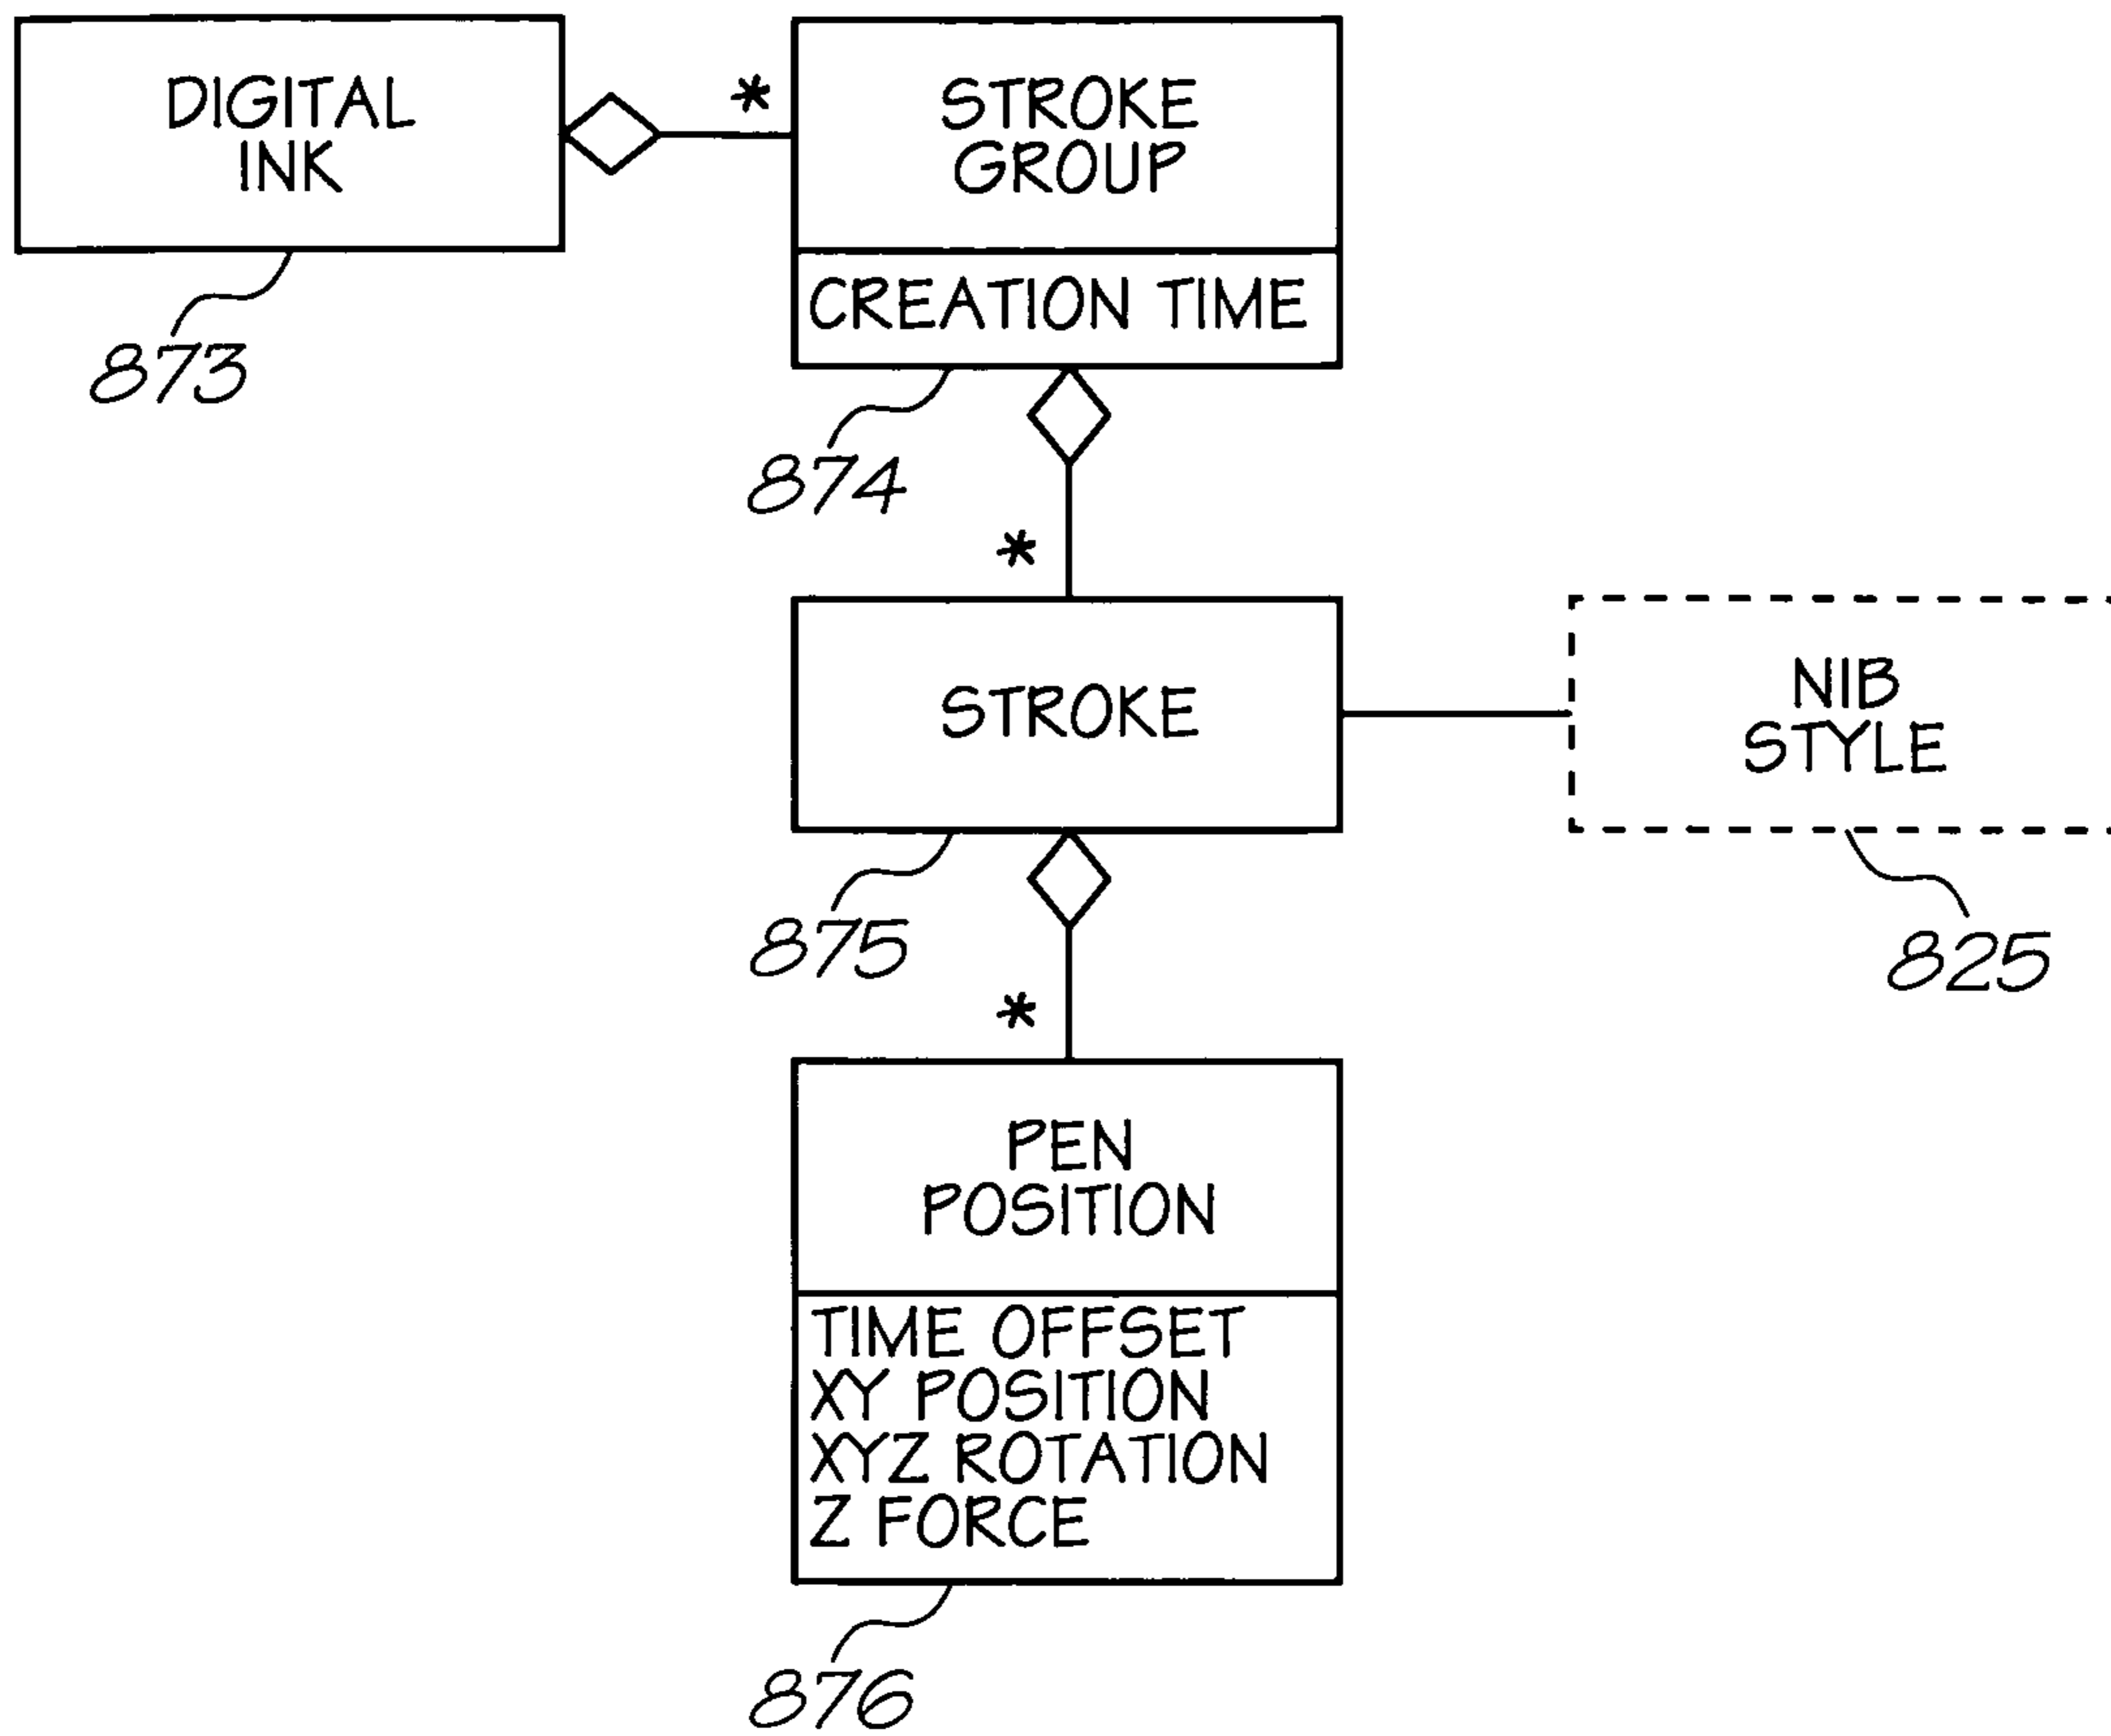 DIGITAL
INK
873
*
STROKE
GROUP
CREATION TIME
874
*
STROKE
875
NIB
STYLE
825
*
PEN
POSITION
TIME OFFSET
XY POSITION
XYZ ROTATION
Z FORCE
876